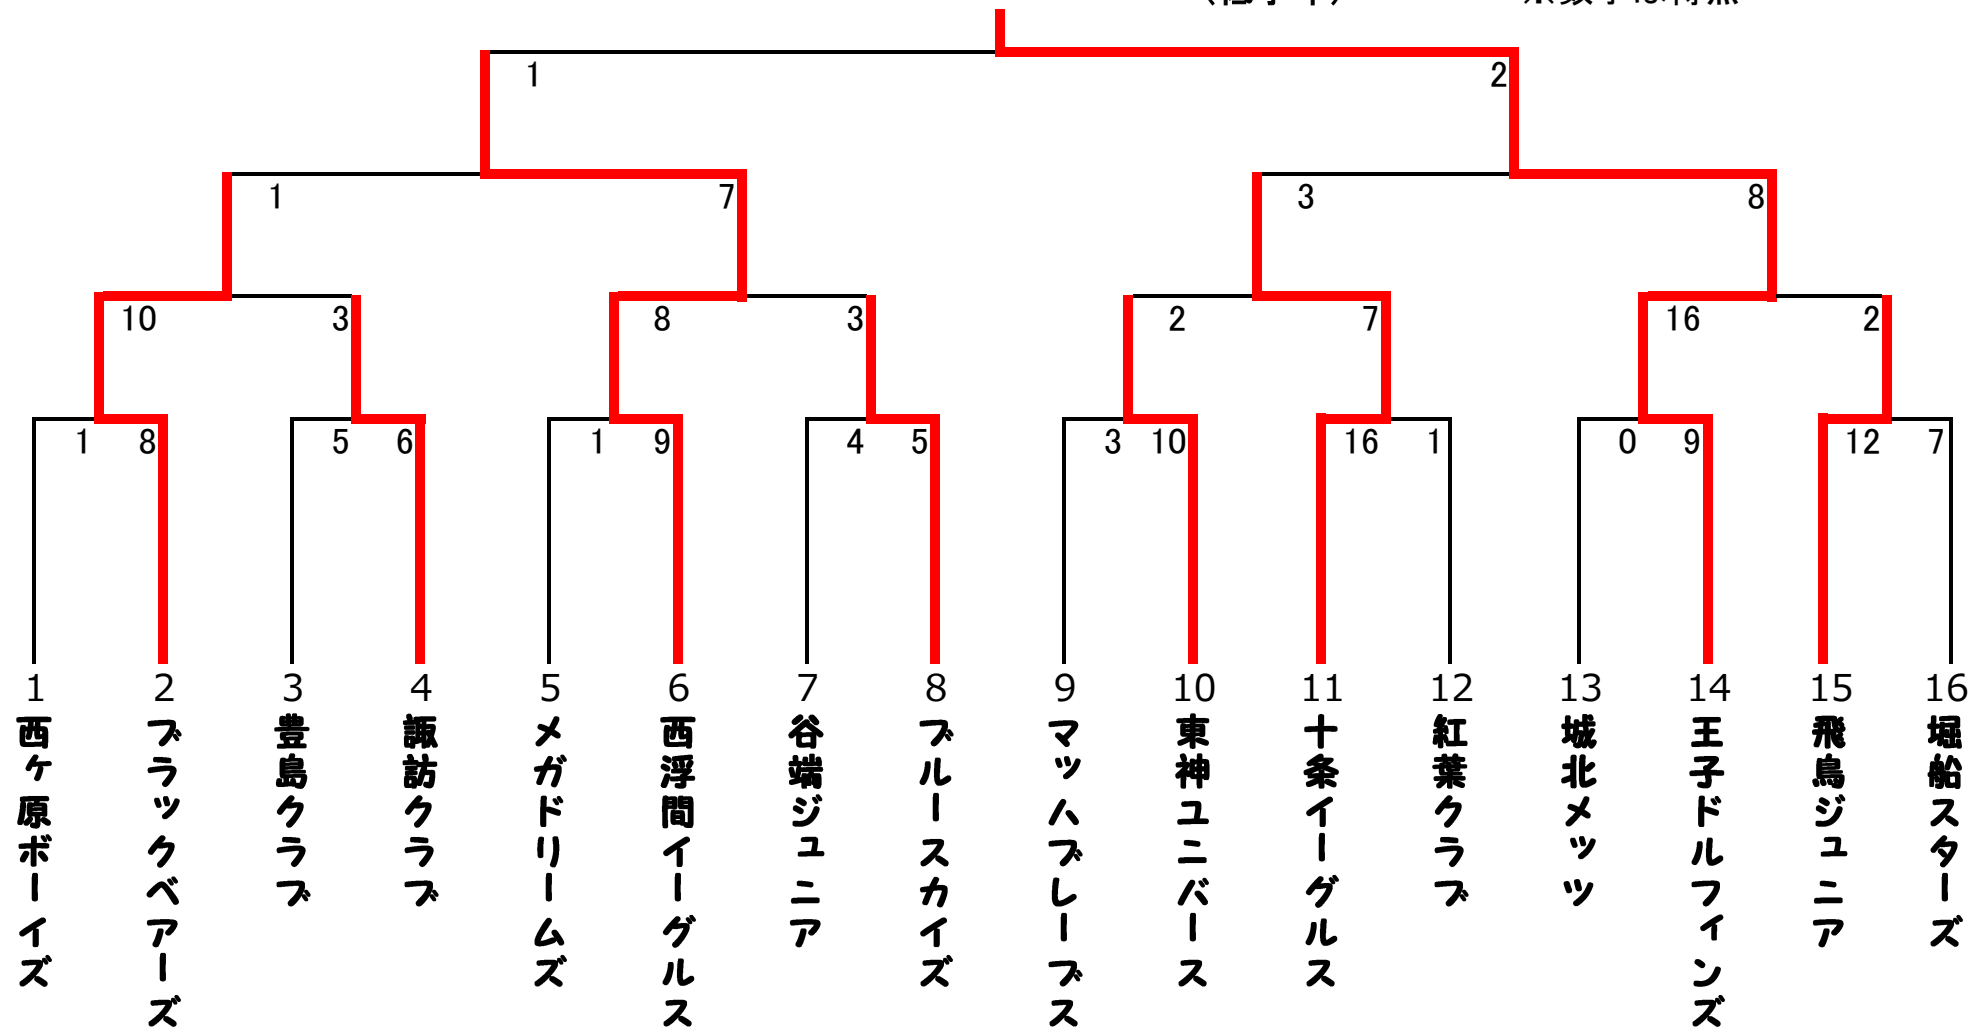 1 2
1 7 3 8
10 3 8 3 2 7 16 2
1 8 5 6 1 9 4 5 3 10 16 1 0 9 12 7
1 2 3 4 5 6 7 8 9 10 11 12 13 14 15 16
西ヶ原ボーイズ
ブラックベアーズ
豊島クラブ
諏訪クラブ
メガドリームズ
西浮間イーグルス
谷端ジュニア
ブルースカイズ
マッハブレーブス
東神ユニバース
十条イーグルス
紅葉クラブ
城北メッツ
王子ドルフィンズ
飛鳥ジュニア
堀船スターズ